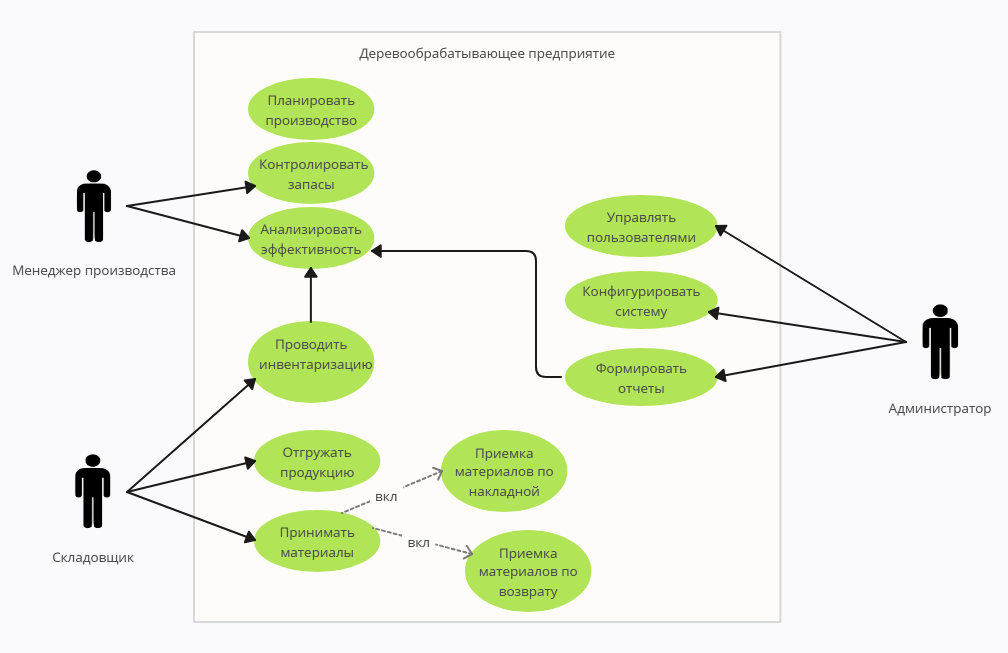 Деревообрабатывающее предприятие
Планировать
производство
Контролировать
запасы
Анализировать
эффективность
Менеджер производства
Управлять
пользователями
Конфигурировать
систему
Формировать
отчеты
Администратор
Проводить
инвентаризацию
Отгружать
продукцию
Принимать
материалы
Складовщик
вкл
Приемка
материалов по
накладной
вкл
Приемка
материалов по
возврату